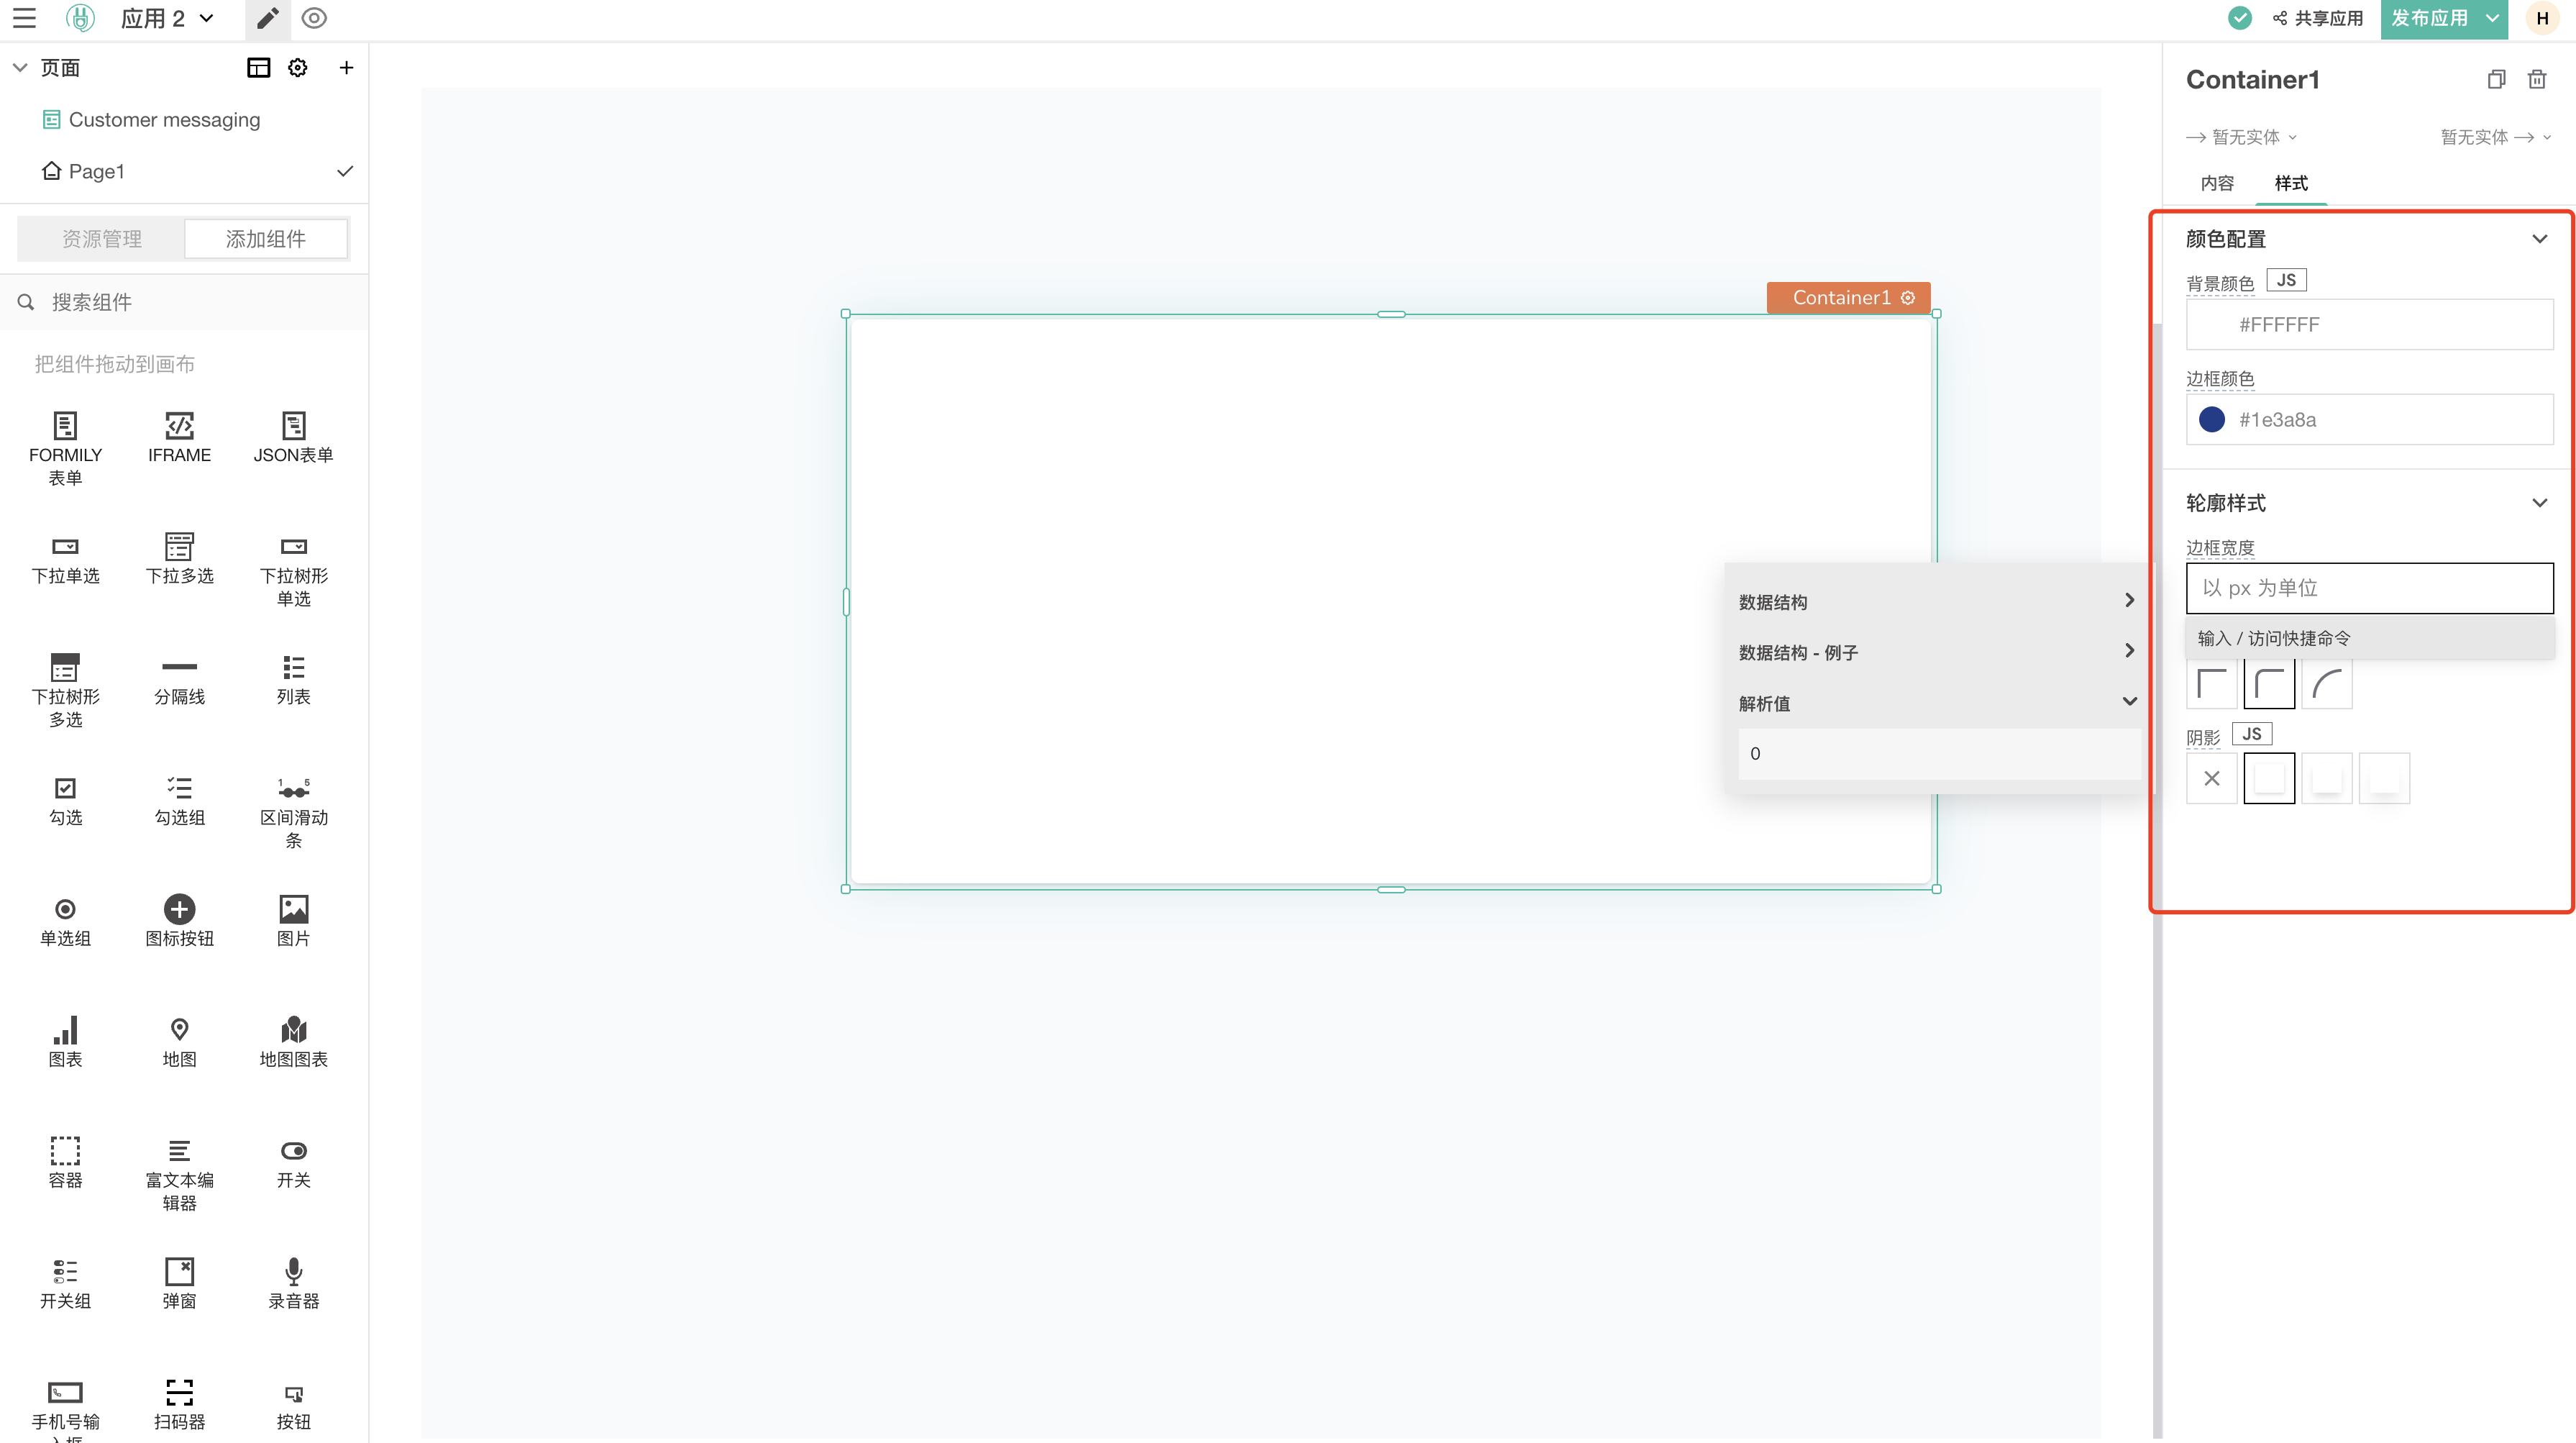 应用 2
共享应用
发布应用
H
页面
Customer messaging
Page1
资源管理
添加组件
搜索组件
把组件拖动到画布
FORMILY
表单
IFRAME
JSON表单
下拉单选
下拉多选
下拉树形
单选
下拉树形
多选
分隔线
列表
勾选
勾选组
1 5
区间滑动
条
单选组
图标按钮
图片
图表
地图
地图图表
容器
富文本编
辑器
开关
开关组
弹窗
录音器
手机号输
入框
扫码器
按钮
Container1
数据结构
数据结构 - 例子
解析值
0
Container1
暂无实体
暂无实体
内容
样式
颜色配置
背景颜色 JS
#FFFFFF
边框颜色
#1e3a8a
轮廓样式
边框宽度
以 px 为单位
输入 / 访问快捷命令
阴影 JS